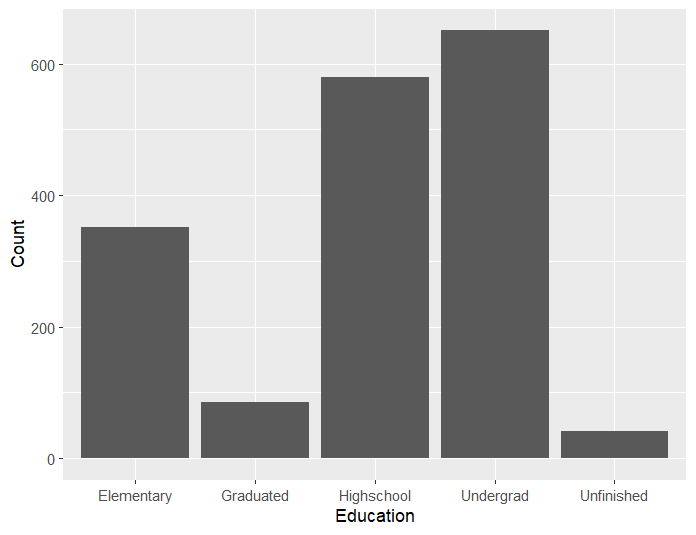 600
400
200
0
Count
Elementary Graduated Highschool Undergrad Unfinished
Education